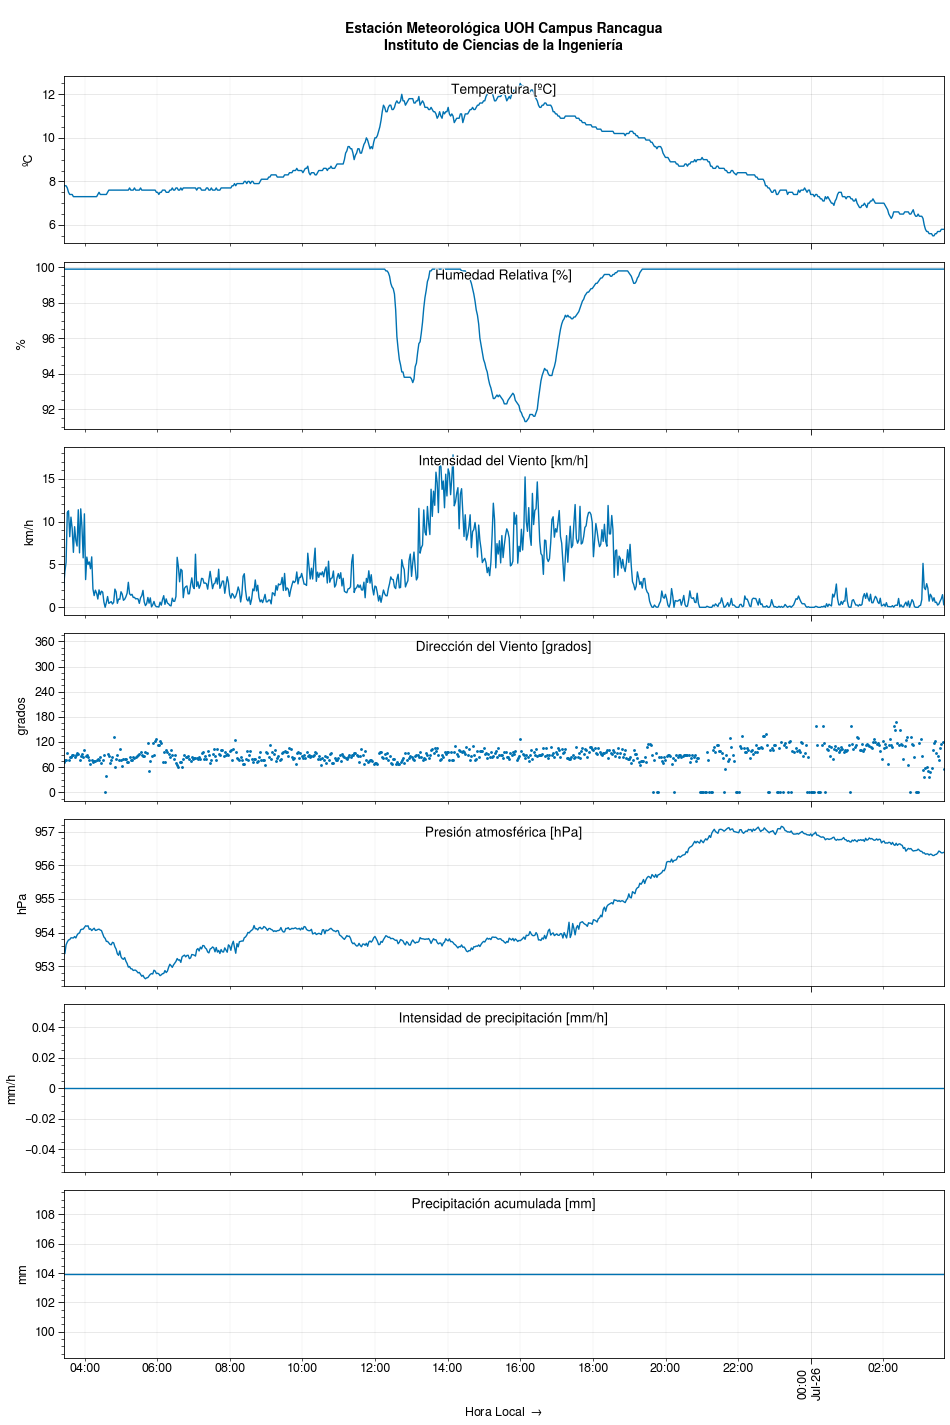 Estación Meteorológica UOH Campus Rancagua
Instituto de Ciencias de la Ingeniería
Temperatura [ºC]
12
10
8
6
ºC
Humedad Relativa [%]
100
98
96
94
92
%
Intensidad del Viento [km/h]
15
10
5
0
km/h
Dirección del Viento [grados]
360
300
240
180
120
60
0
grados
Presión atmosférica [hPa]
957
956
955
954
953
hPa
Intensidad de precipitación [mm/h]
0.04
0.02
0
−0.02
−0.04
mm/h
Precipitación acumulada [mm]
108
106
104
102
100
mm
04:00 06:00 08:00 10:00 12:00 14:00 16:00 18:00 20:00 22:00 00:00 02:00
Jul-26
Hora Local →